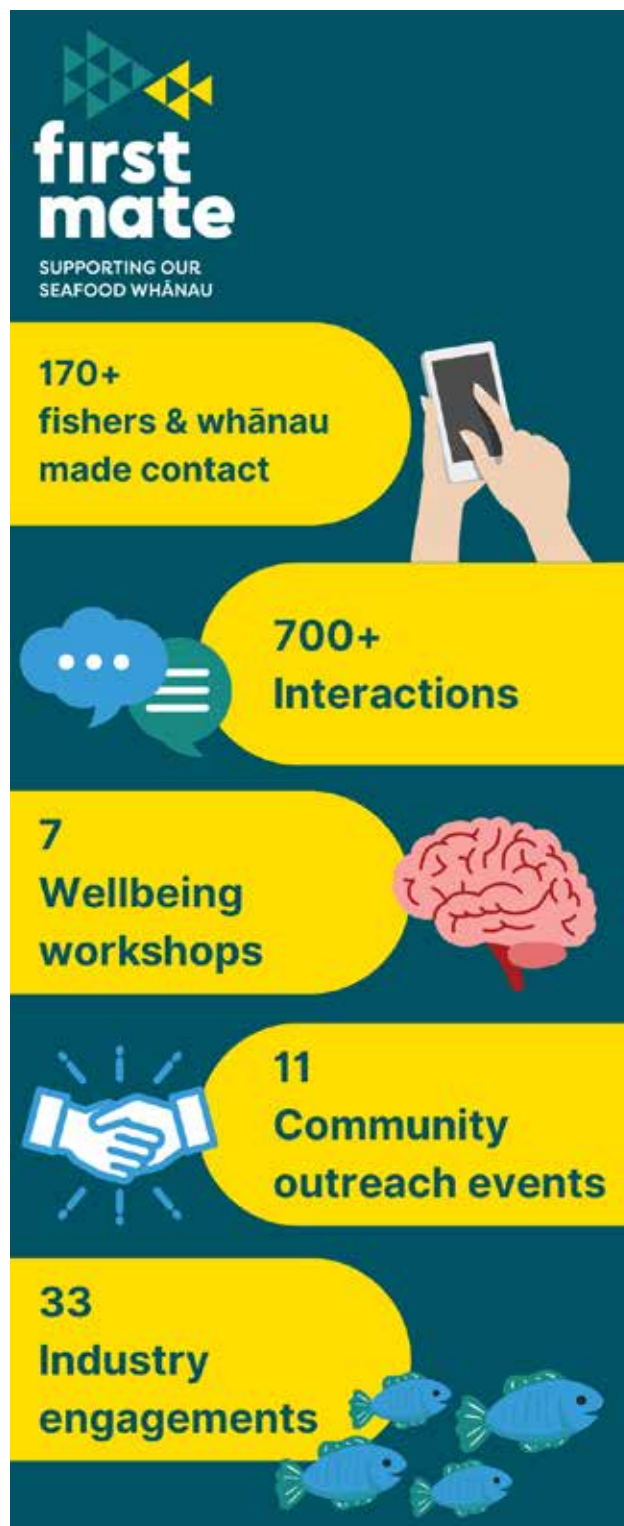 first
mate
SUPPORTING OUR
SEAFOOD WHĀNAU
170+
fishers & whānau
made contact
700+
Interactions
7
Wellbeing
workshops
11
Community
outreach events
33
Industry
engagements